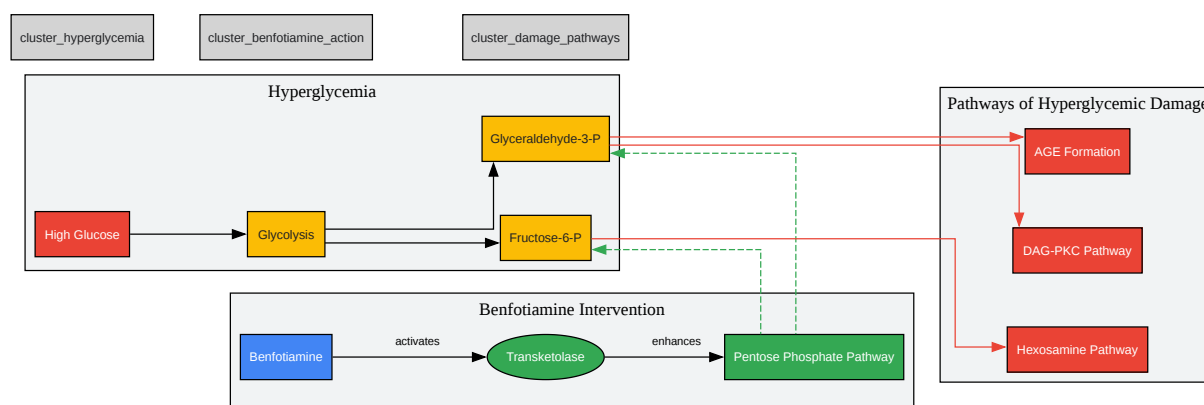 cluster_hyperglycemia
cluster_benfotiamine_action
cluster_damage_pathways
Hyperglycemia
Pathways of Hyperglycemic Damage
Glyceraldehyde-3-P
AGE Formation
High Glucose
Glycolysis
Fructose-6-P
DAG-PKC Pathway
Benfotiamine Intervention
Benfotiamine
activates
Transketolase
enhances
Pentose Phosphate Pathway
Hexosamine Pathway